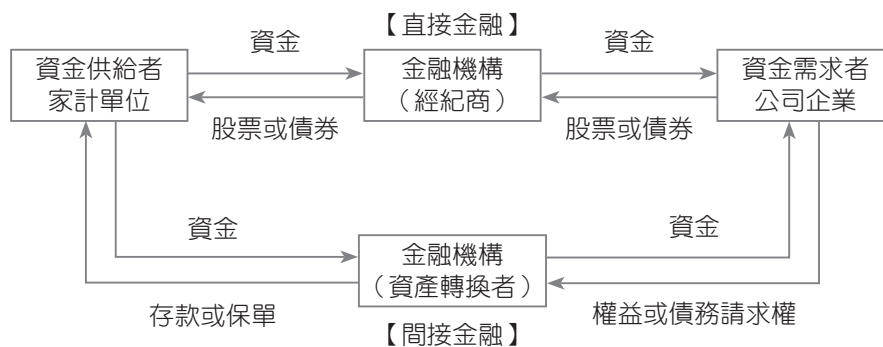 【直接金融】
資金
資金
資金供給者
家計單位
金融機構
（經紀商）
資金需求者
公司企業
股票或債券
股票或債券
資金
資金
金融機構
（資產轉換者）
存款或保單
權益或債務請求權
【間接金融】